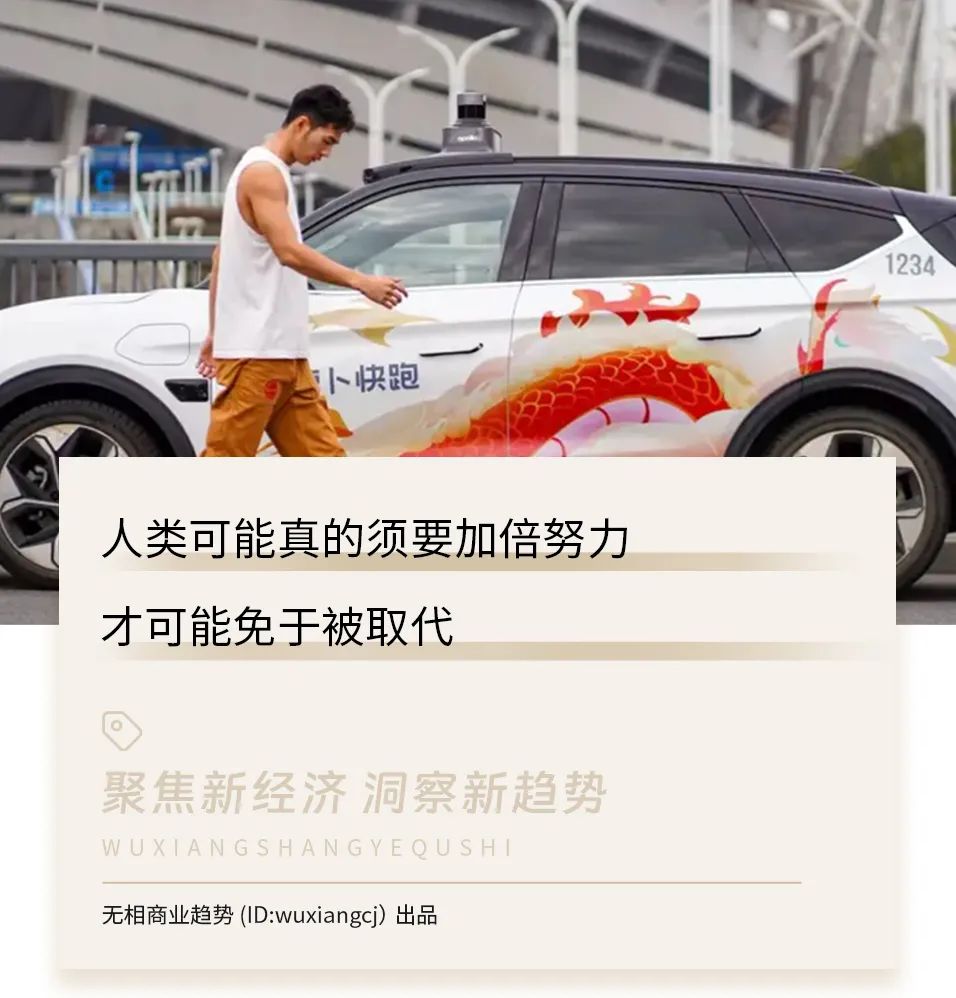 apollo
1234
卜快跑
人类可能真的须要加倍努力
才可能免于被取代
聚焦新经济 洞察新趋势
WUXIANGSHANGYEQUSHI
无相商业趋势 (ID:wuxiangcj) 出品